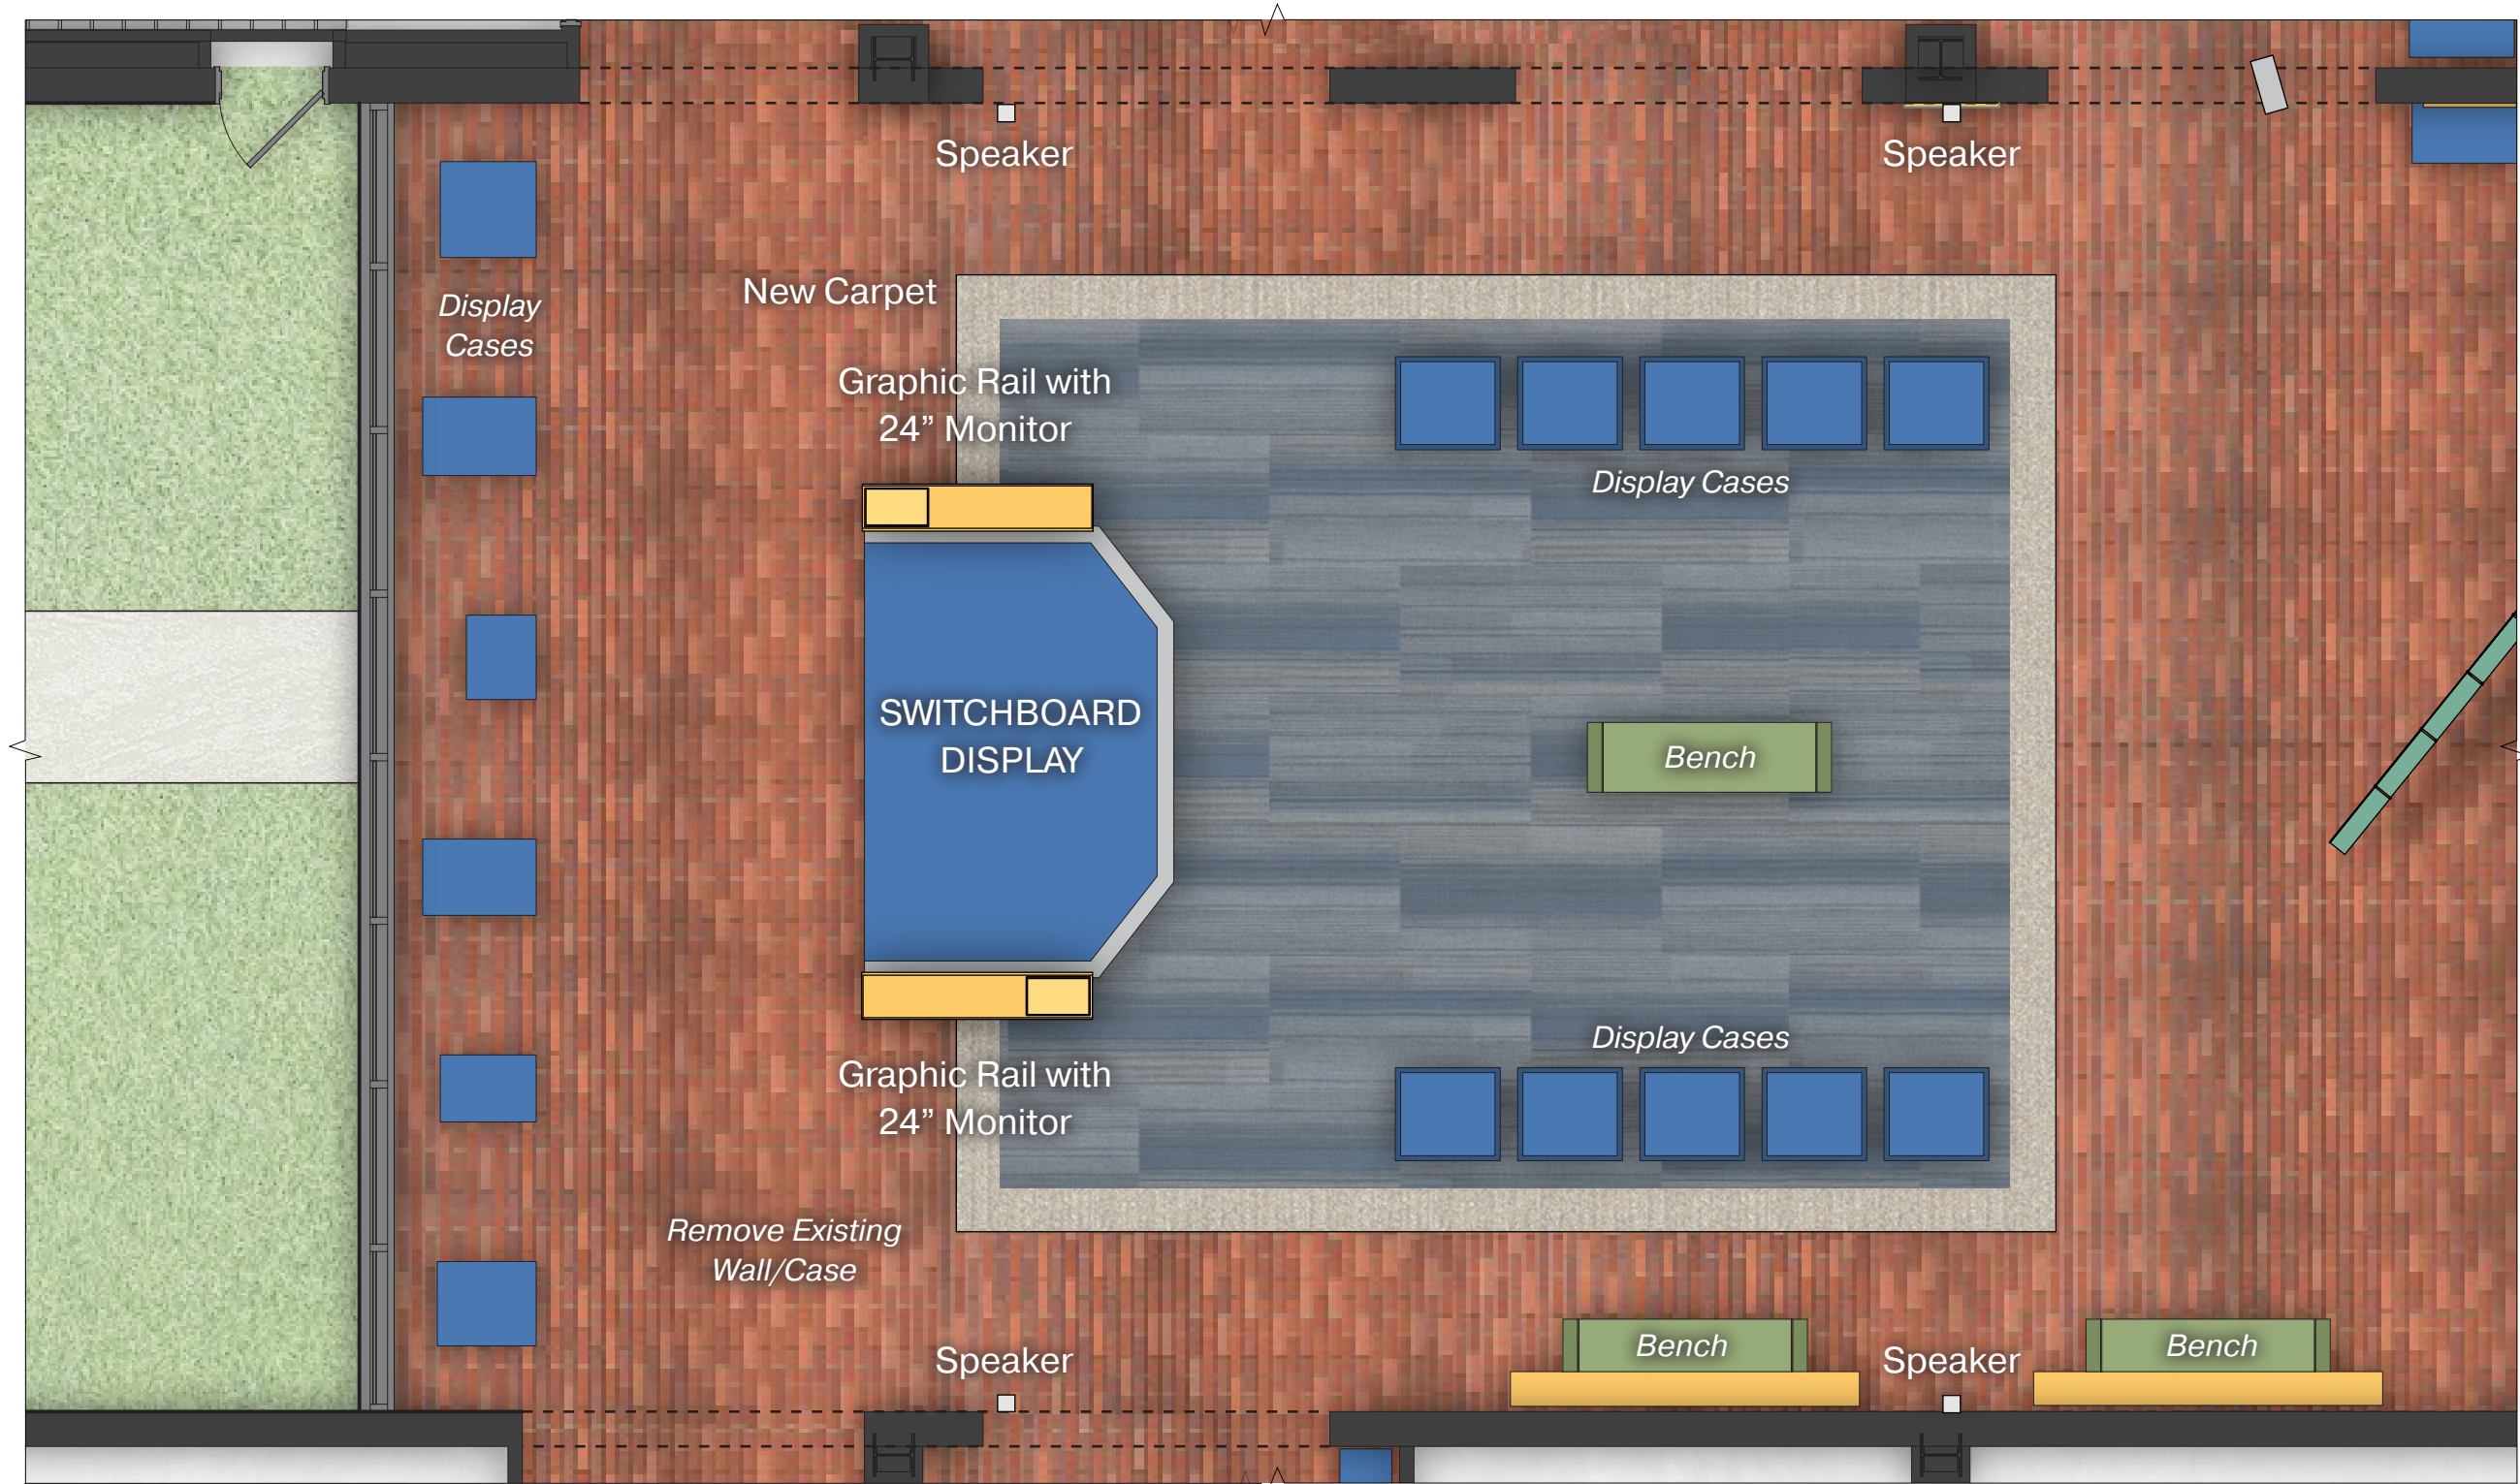 Speaker
Speaker
Display
Cases
New Carpet
Graphic Rail with
24” Monitor
Display Cases
SWITCHBOARD
DISPLAY
Bench
Display Cases
Graphic Rail with
24” Monitor
Remove Existing
Wall/Case
Speaker
Bench
Speaker
Bench